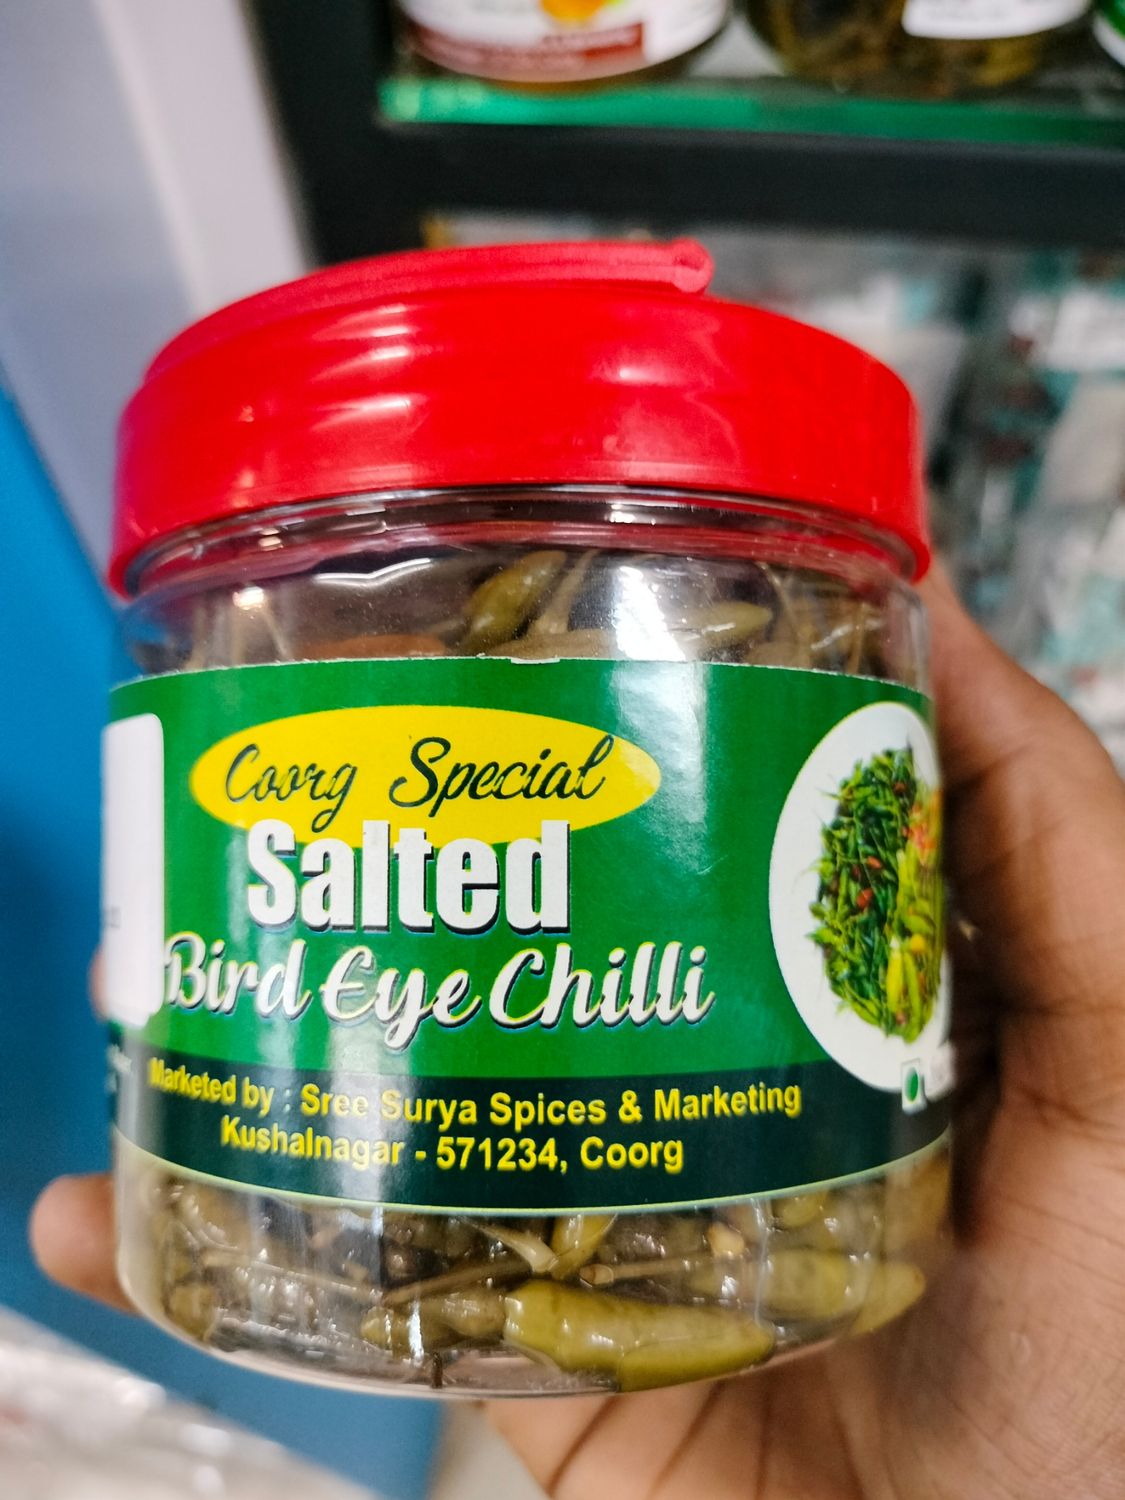 Coorg Special
Salted
Bird Eye Chilli
Marketed by : Sree Surya Spices & Marketing
Kushalnagar - 571234, Coorg